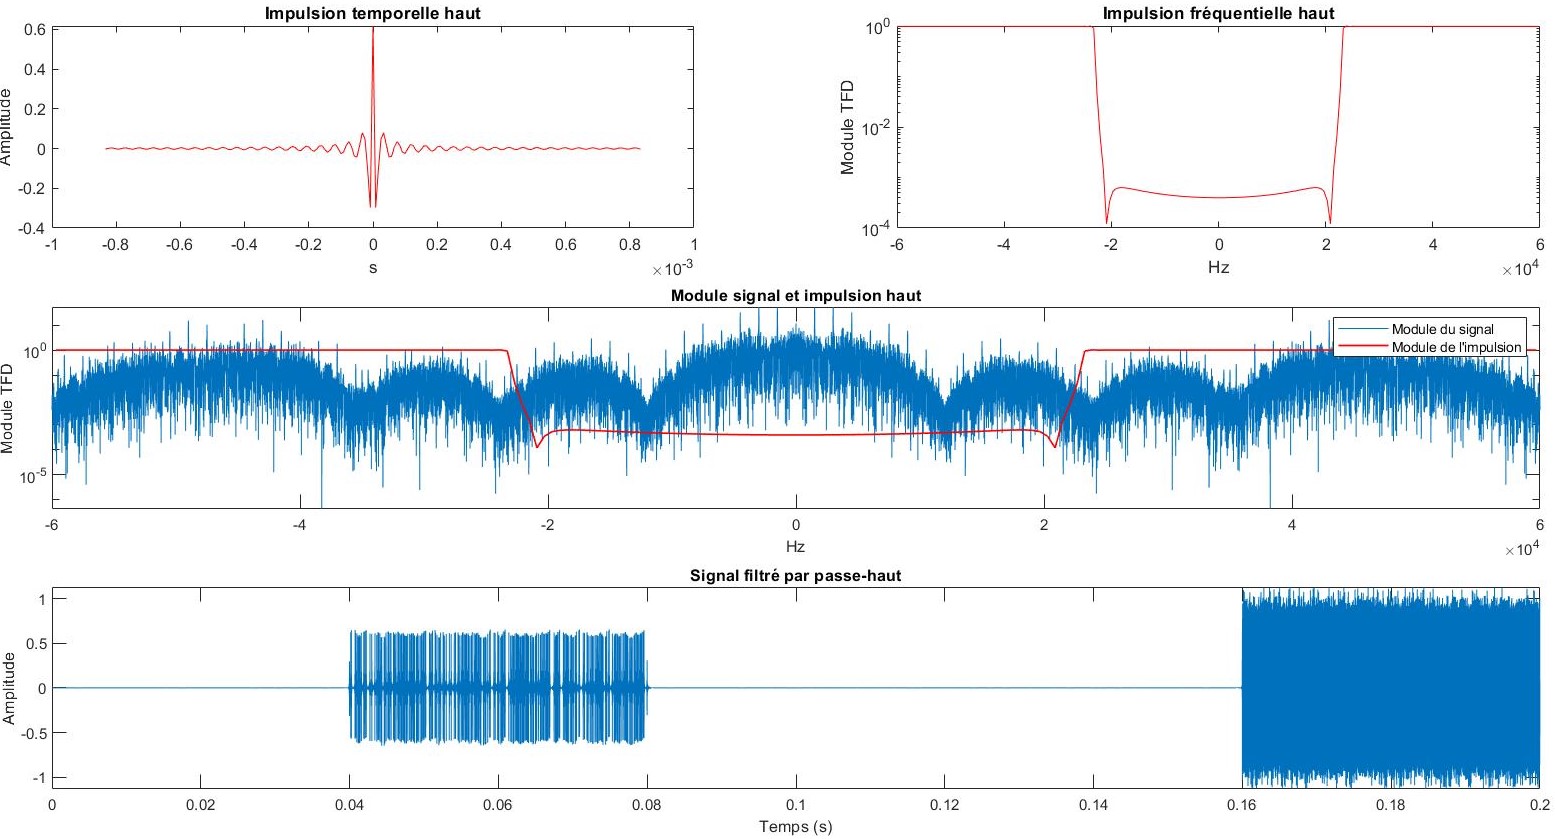 Impulsion temporelle haut
Amplitude
0.6
0.4
0.2
0
-0.2
-0.4
-1 -0.8 -0.6 -0.4 -0.2 0 0.2 0.4 0.6 0.8 1
s
×10-3
Impulsion fréquentielle haut
Module TFD
100
10-2
10-4
-6 -4 -2 0 2 4 6
Hz
×104
Module signal et impulsion haut
Module TFD
100
10-5
Module du signal
Module de l'impulsion
-6 -4 -2 0 2 4 6
Hz
×104
Signal filtré par passe-haut
Amplitude
1
0.5
0
-0.5
-1
0 0.02 0.04 0.06 0.08 0.1 0.12 0.14 0.16 0.18 0.2
Temps (s)